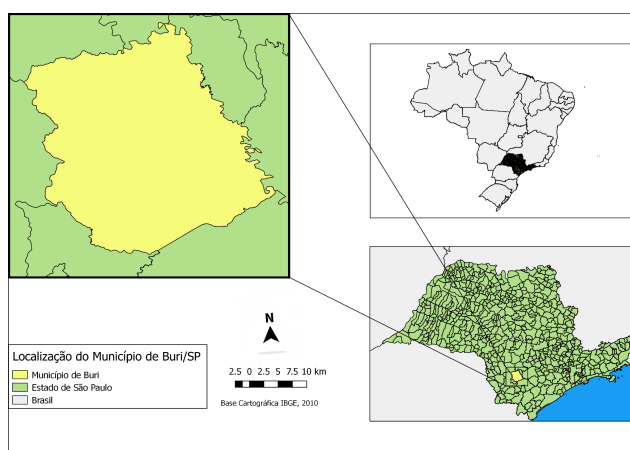 N
2.5 0 2.5 5 7.5 10 km
Base Cartográfica IBGE, 2010
Localização do Município de Buri/SP
Município de Buri
Estado de São Paulo
Brasil